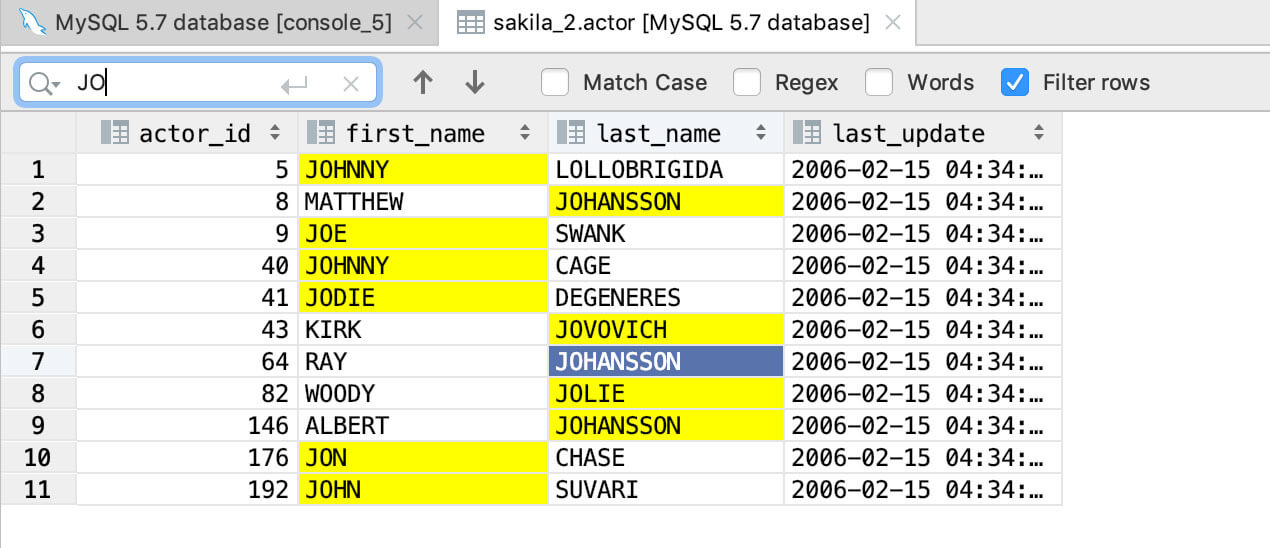 MySQL 5.7 database [console_5] sakila_2.actor [MySQL 5.7 database]
JO Match Case Regex Words Filter rows
actor_id first_name last_name last_update
1 5 JOHNNY LOLLOBRIGIDA 2006-02-15 04:34:…
2 8 MATTHEW JOHANSSON 2006-02-15 04:34:…
3 9 JOE SWANK 2006-02-15 04:34:…
4 40 JOHNNY CAGE 2006-02-15 04:34:…
5 41 JODIE DEGENERES 2006-02-15 04:34:…
6 43 KIRK JOVOVICH 2006-02-15 04:34:…
7 64 RAY JOHANSSON 2006-02-15 04:34:…
8 82 WOODY JOLIE 2006-02-15 04:34:…
9 146 ALBERT JOHANSSON 2006-02-15 04:34:…
10 176 JON CHASE 2006-02-15 04:34:…
11 192 JOHN SUVARI 2006-02-15 04:34:…